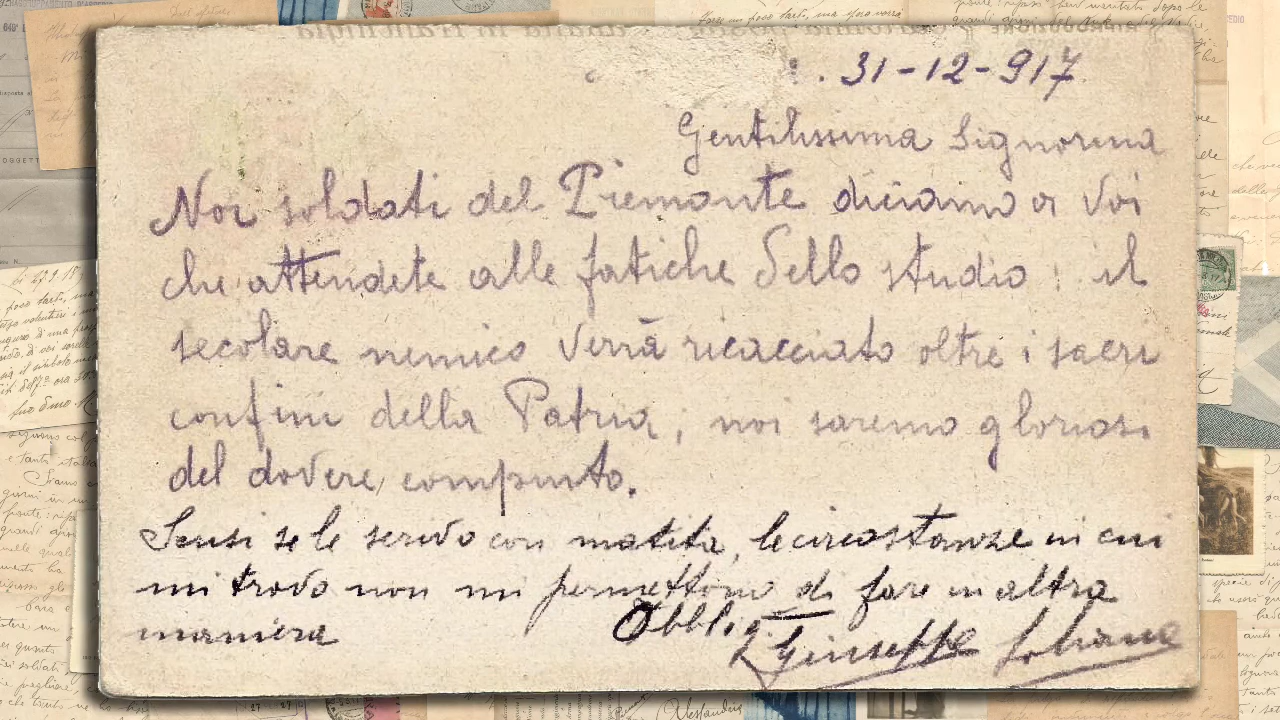 31-12-917
Gentilissima Signorina
Noi soldati del Piemonte diciamo a Voi
che attendete alle fatiche dello studio: il
secolare nemico verrà ricacciato oltre i sacri
confini della Patria; noi saremo gloriosi
del dovere compiuto.
Scusi se le scrivo con matita, le circostanze in cui
mi trovo non mi permettono di fare in altra
maniera
Obbl.
Giuseppe